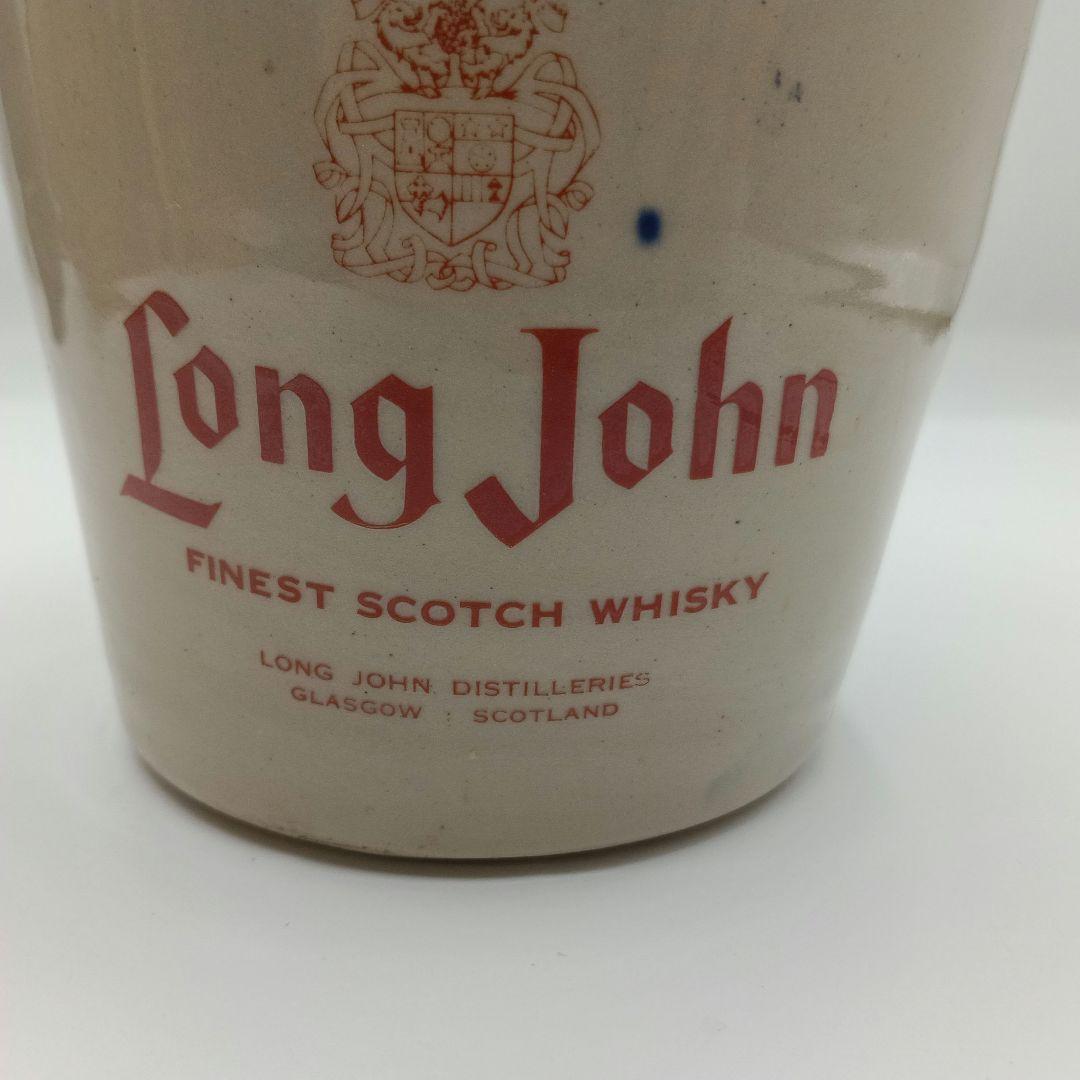 Long John
FINEST SCOTCH WHISKY
LONG JOHN DISTILLERIES
GLASGOW : SCOTLAND